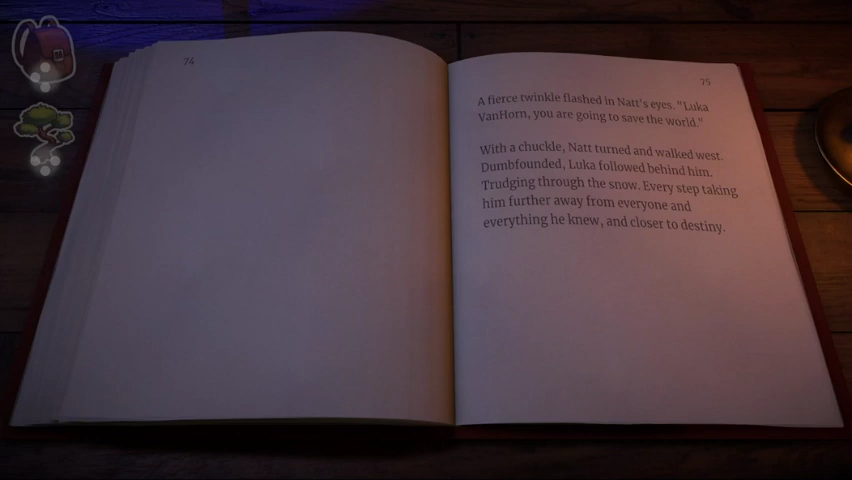 74
75
A fierce twinkle flashed in Natt's eyes. "Luka
VanHorn, you are going to save the world."
With a chuckle, Natt turned and walked west.
Dumbfounded, Luka followed behind him.
Trudging through the snow. Every step taking
him further away from everyone and
everything he knew, and closer to destiny.